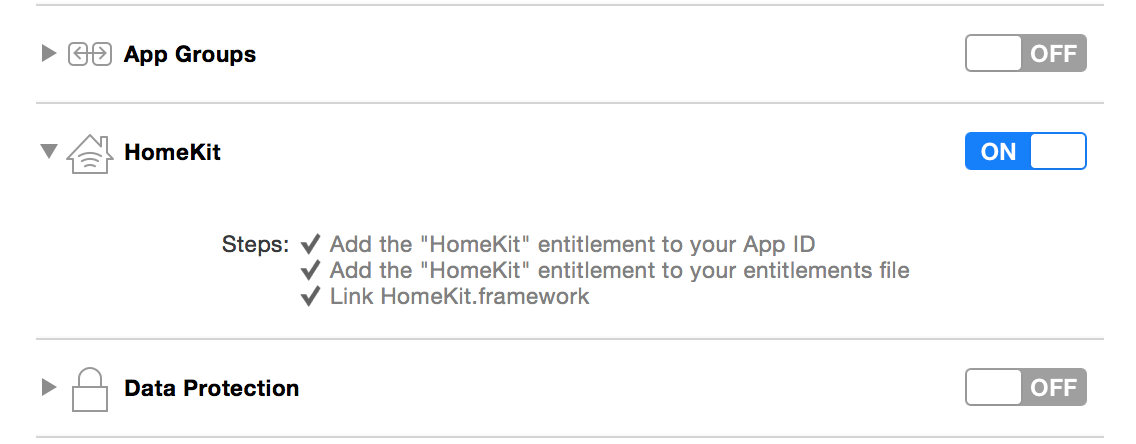 App Groups
OFF
HomeKit
ON
Steps: ✓ Add the "HomeKit" entitlement to your App ID
✓ Add the "HomeKit" entitlement to your entitlements file
✓ Link HomeKit.framework
Data Protection
OFF